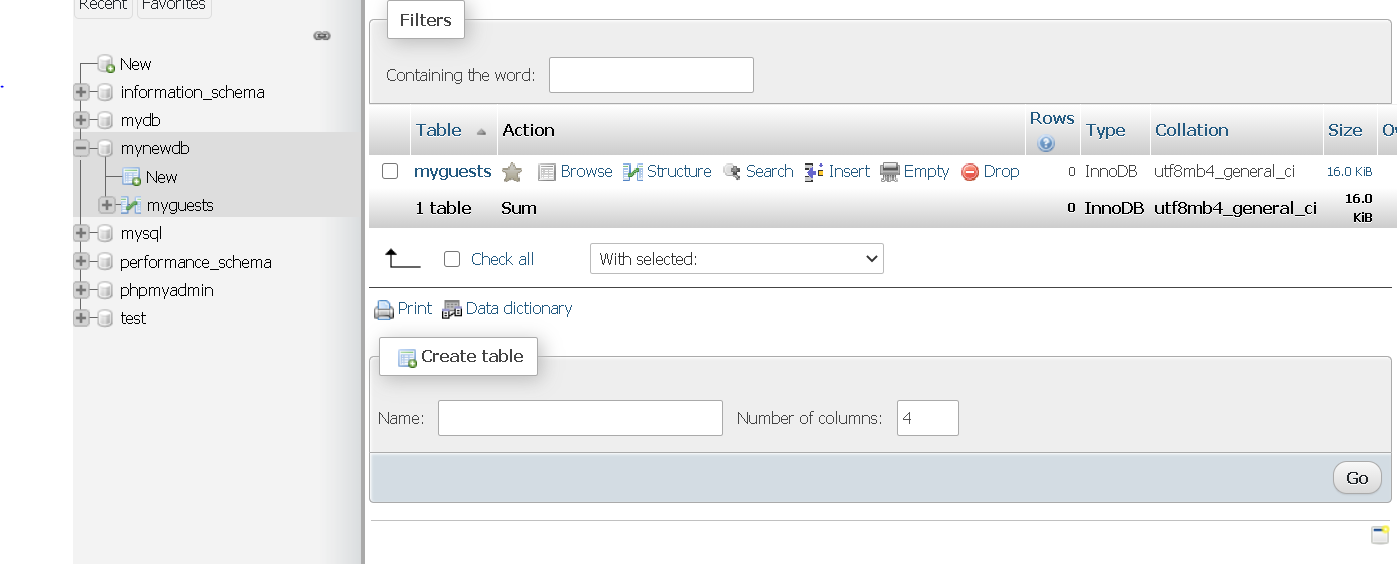 Recent Favorites
New
information_schema
mydb
mynewdb
New
myguests
mysql
performance_schema
phpmyadmin
test
Filters
Containing the word:
Table Action Rows Type Collation Size
myguests Browse Structure Search Insert Empty Drop 0 InnoDB utf8mb4_general_ci 16.0 KiB
1 table Sum 0 InnoDB utf8mb4_general_ci 16.0
KiB
Check all With selected:
Print Data dictionary
Create table
Name: Number of columns: 4
Go